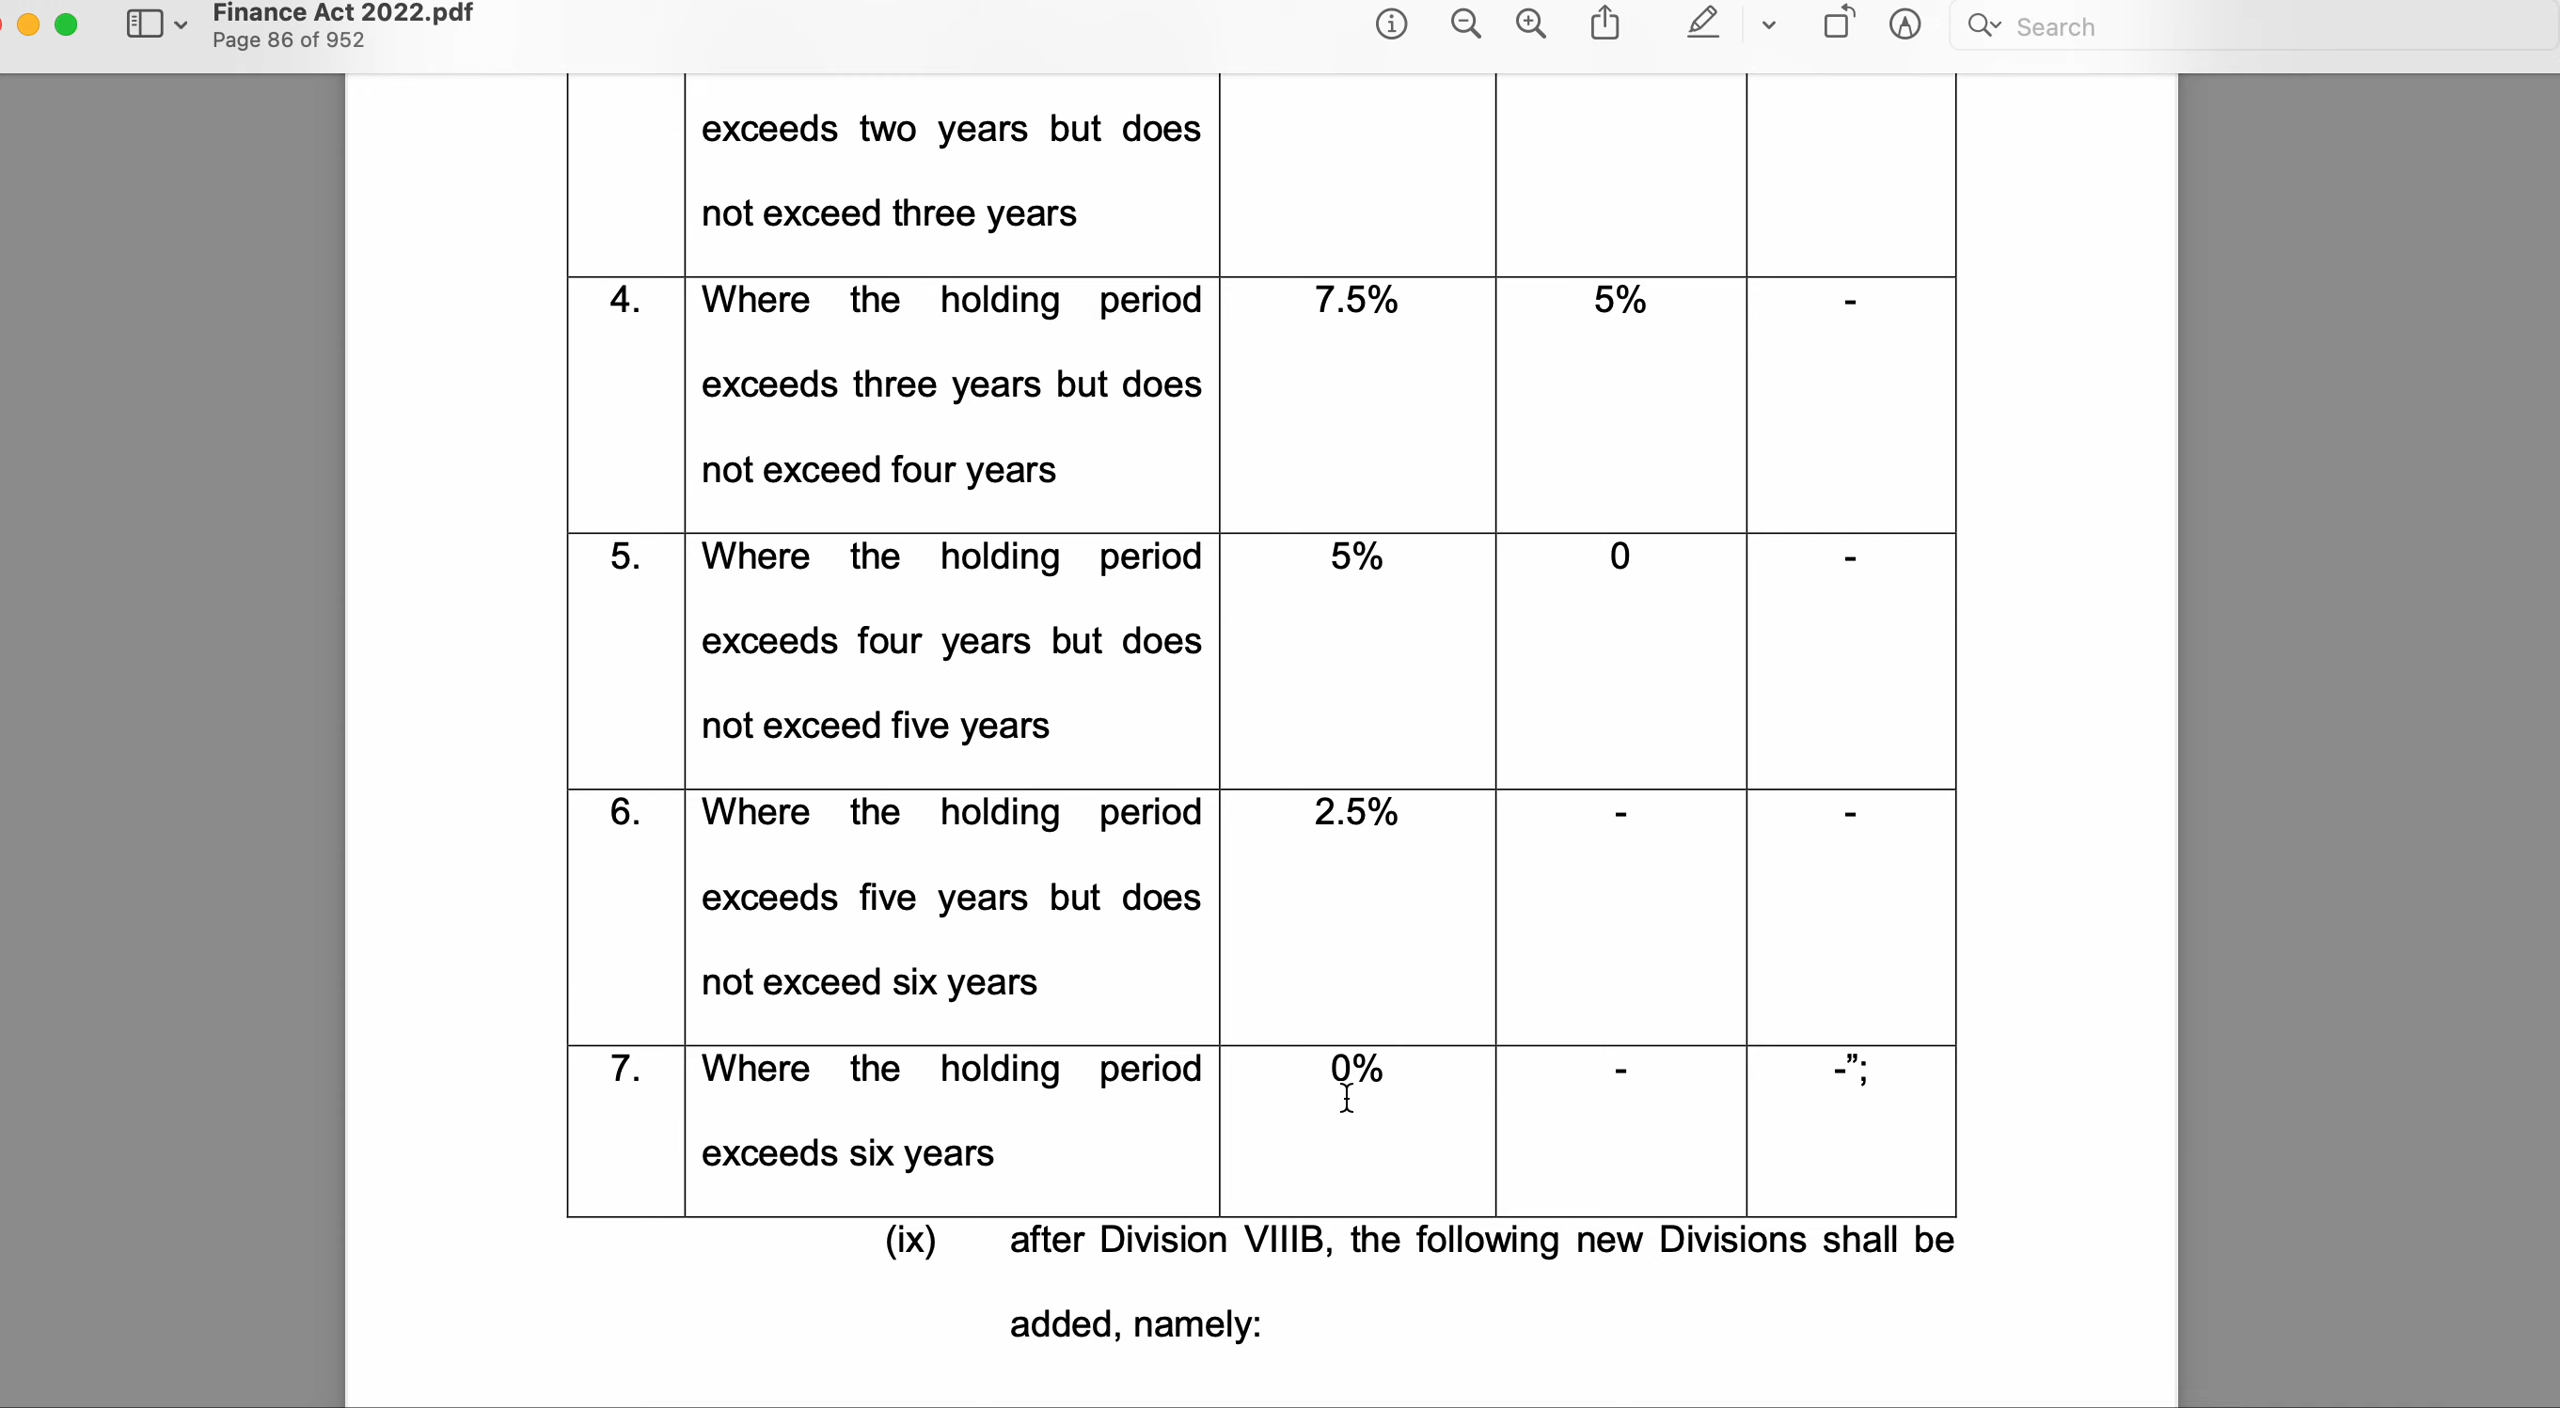 Finance Act 2022.pdf
Page 86 of 952
Search
exceeds two years but does
not exceed three years
4. Where the holding period 7.5% 5% -
exceeds three years but does
not exceed four years
5. Where the holding period 5% 0 -
exceeds four years but does
not exceed five years
6. Where the holding period 2.5% - -
exceeds five years but does
not exceed six years
7. Where the holding period 0% - -”;
exceeds six years
(ix) after Division VIIIB, the following new Divisions shall be
added, namely: